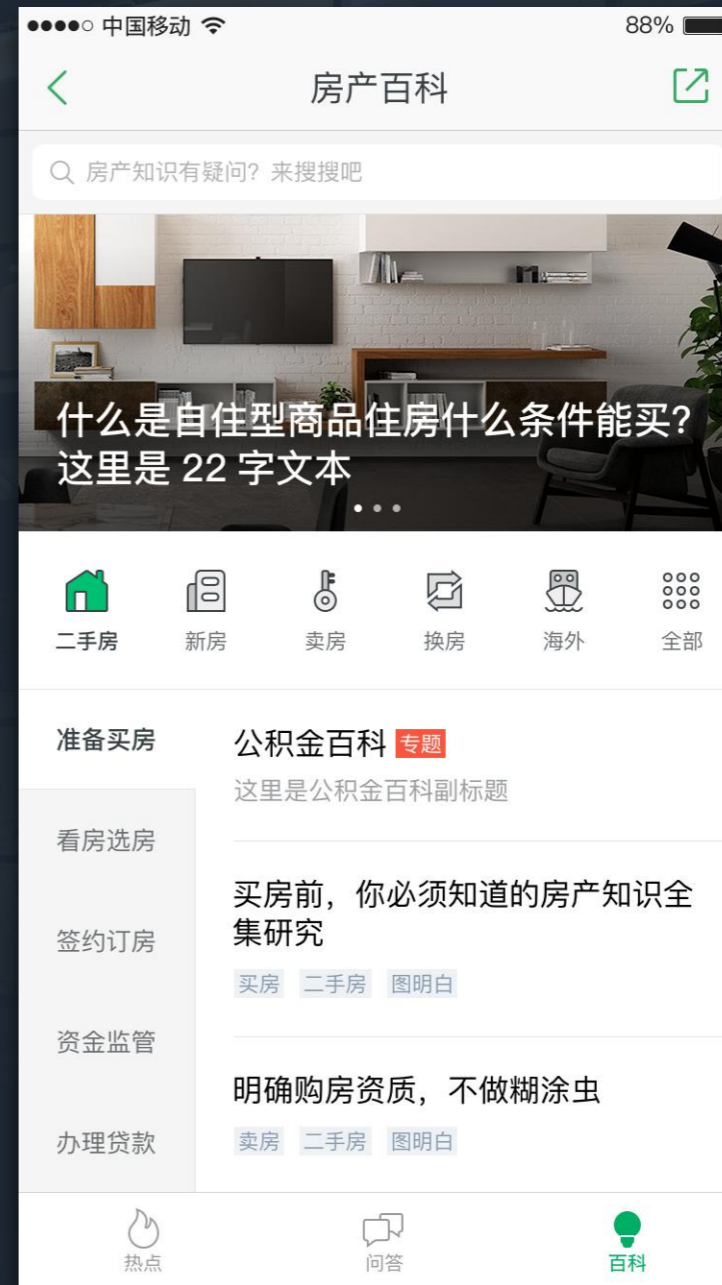 中国移动
88%
房产百科
房产知识有疑问？来搜搜吧
什么是自住型商品住房什么条件能买？
这里是 22 字文本
二手房
新房
卖房
换房
海外
全部
准备买房
看房选房
签约订房
资金监管
办理贷款
公积金百科 专题
这里是公积金百科副标题
买房前，你必须知道的房产知识全
集研究
买房 二手房 图明白
明确购房资质，不做糊涂虫
卖房 二手房 图明白
热点
问答
百科